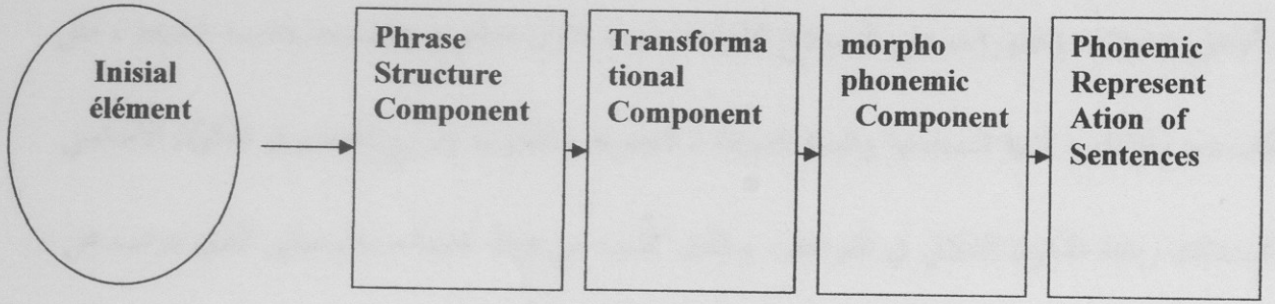 Inisial
élément
Phrase
Structure
Component
Transforma
tional
Component
morpho
phonemic
Component
Phonemic
Represent
Ation of
Sentences